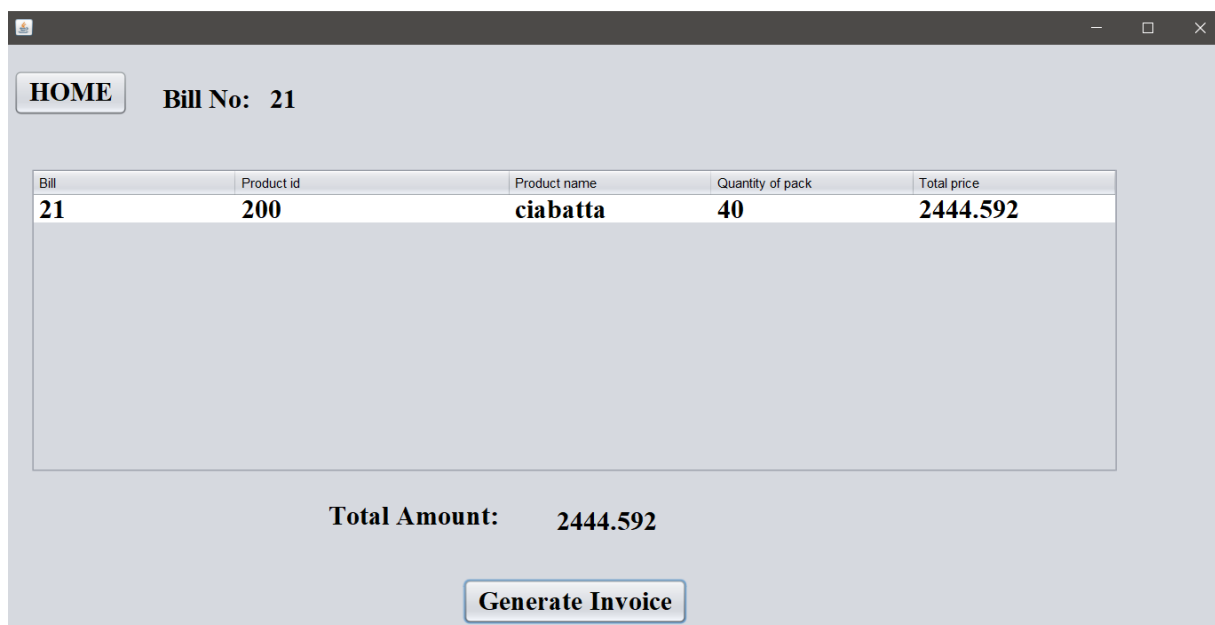 HOME
Bill No: 21
Bill Product id Product name Quantity of pack Total price
21 200 ciabatta 40 2444.592
Total Amount: 2444.592
Generate Invoice